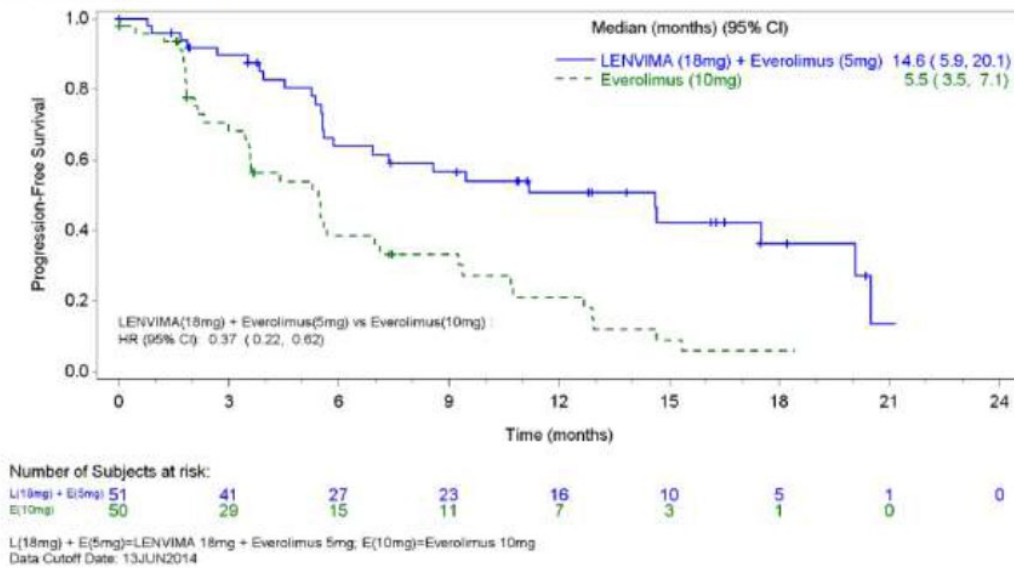 Median (months) (95% CI)
LENVIMA (18mg) + Everolimus (5mg) 14.6 ( 5.9, 20.1)
Everolimus (10mg) 5.5 ( 3.5, 7.1)
1.0
0.8
0.6
0.4
0.2
0.0
Progression-Free Survival
LENVIMA(18mg) + Everolimus(5mg) vs Everolimus(10mg) :
HR (95% CI): 0.37 ( 0.22, 0.62)
0 3 6 9 12 15 18 21 24
Time (months)
Number of Subjects at risk:
L(18mg) + E(5mg) 51 41 27 23 16 10 5 1 0
E(10mg) 50 29 15 11 7 3 1 0
L(18mg) + E(5mg)=LENVIMA 18mg + Everolimus 5mg; E(10mg)=Everolimus 10mg
Data Cutoff Date: 13JUN2014